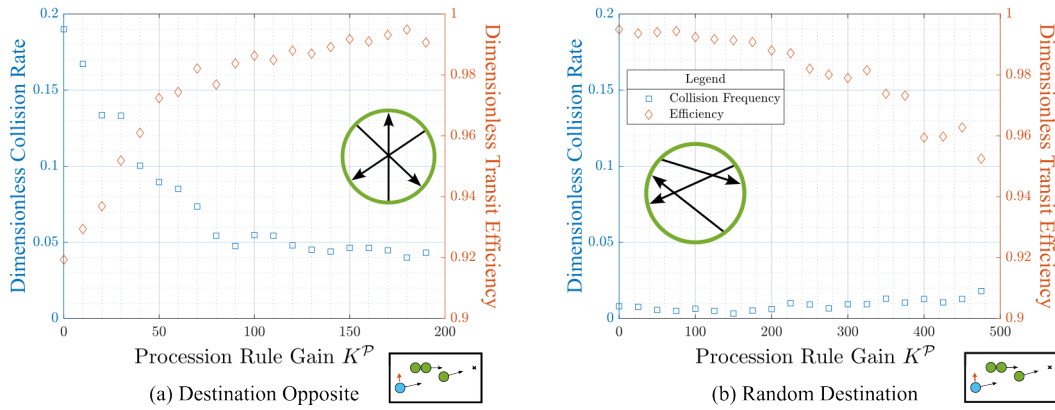 0.2
0.15
0.1
0.05
0
Dimensionless Collision Rate
1
0.98
0.96
0.94
0.92
0.9
Dimensionless Transit Efficiency
0 50 100 150 200
Procession Rule Gain K^P
(a) Destination Opposite
0.2
0.15
0.1
0.05
0
Dimensionless Collision Rate
Legend
Collision Frequency
Efficiency
1
0.98
0.96
0.94
0.92
0.9
Dimensionless Transit Efficiency
0 100 200 300 400 500
Procession Rule Gain K^P
(b) Random Destination